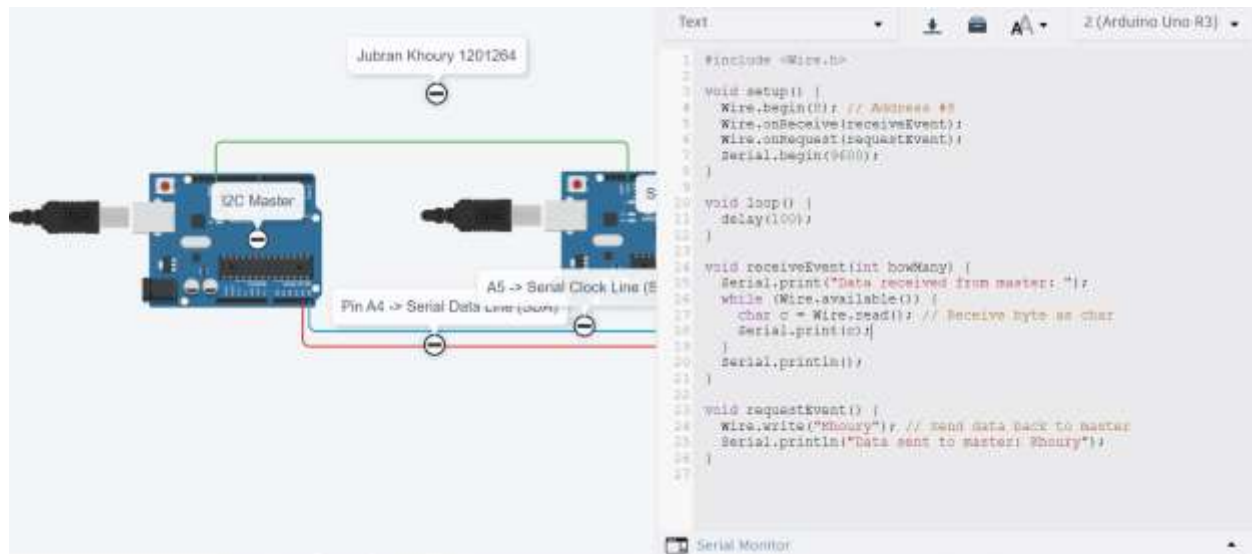 Jubran Khoury 1201264
I2C Master
S
A5 -> Serial Clock Line (S
Pin A4 -> Serial Data Line (SDA)
Text
2 (Arduino Uno R3)
1 #include <Wire.h>
2
3 void setup() {
4 Wire.begin(8); // Address #8
5 Wire.onReceive(receiveEvent);
6 Wire.onRequest(requestEvent);
7 Serial.begin(9600);
8 }
9
10 void loop() {
11 delay(100);
12 }
13
14 void receiveEvent(int howMany) {
15 Serial.print("Data received from master: ");
16 while (Wire.available()) {
17 char c = Wire.read(); // Receive byte as char
18 Serial.print(c);
19 }
20 Serial.println();
21 }
22
23 void requestEvent() {
24 Wire.write("Khoury"); // Send data back to master
25 Serial.println("Data sent to master: Khoury");
26 }
27
Serial Monitor